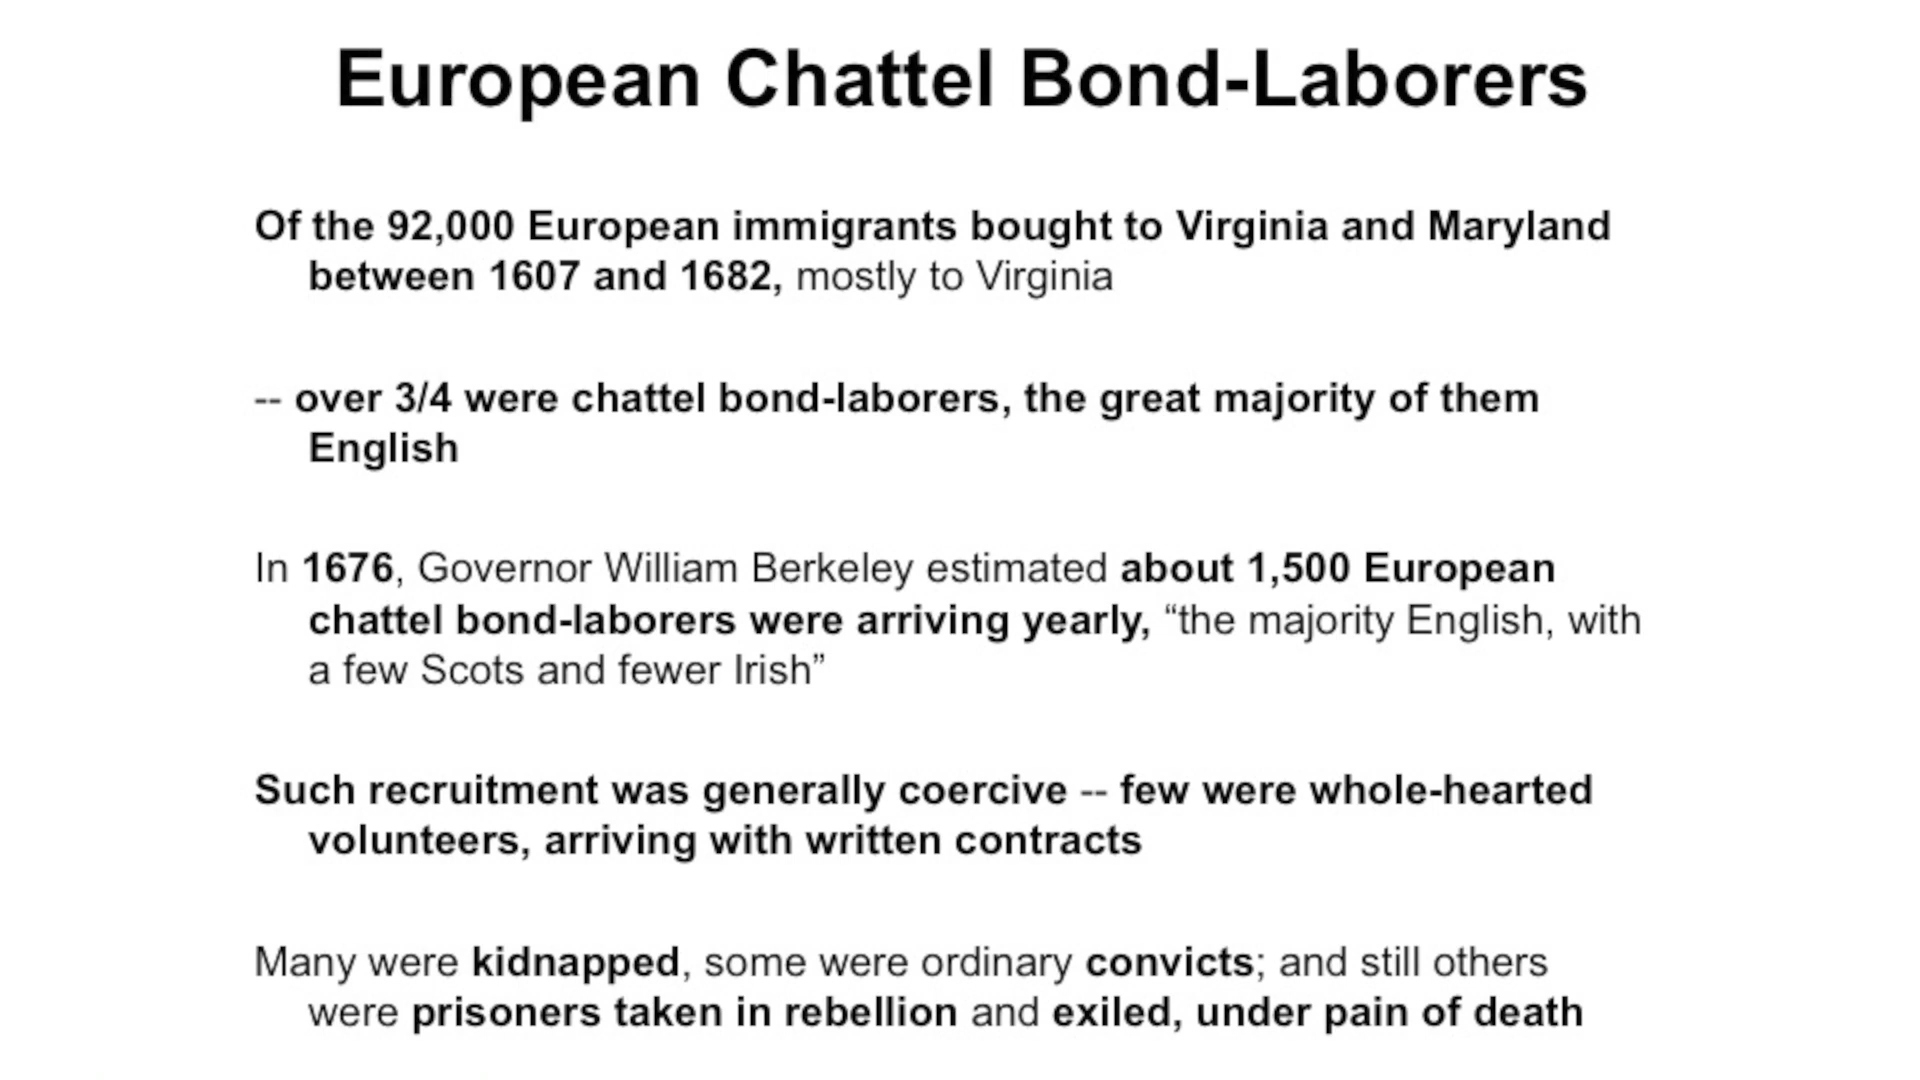 European Chattel Bond-Laborers
Of the 92,000 European immigrants bought to Virginia and Maryland
between 1607 and 1682, mostly to Virginia
-- over 3/4 were chattel bond-laborers, the great majority of them
English
In 1676, Governor William Berkeley estimated about 1,500 European
chattel bond-laborers were arriving yearly, “the majority English, with
a few Scots and fewer Irish”
Such recruitment was generally coercive -- few were whole-hearted
volunteers, arriving with written contracts
Many were kidnapped, some were ordinary convicts; and still others
were prisoners taken in rebellion and exiled, under pain of death